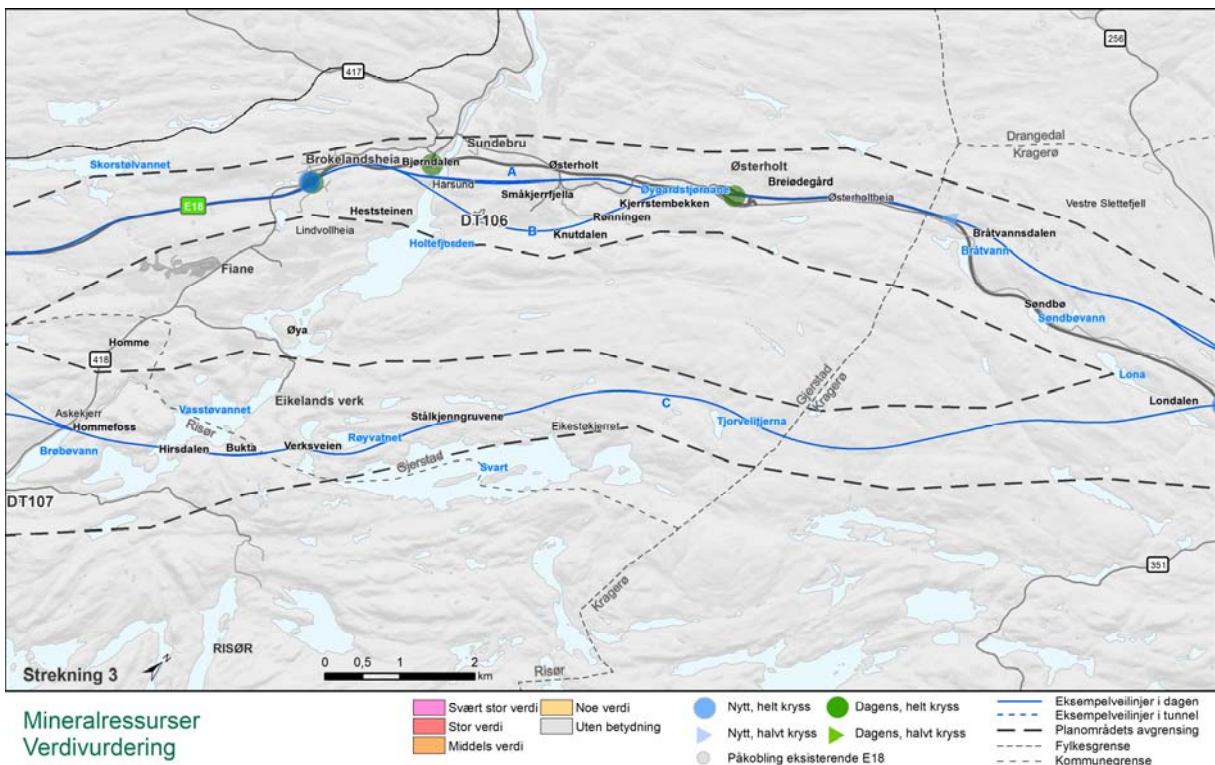 256
417
Drangedal
Kragerø
Sundebru
Skorstølvannet
Brokelandsheia
Bjørndalen
Østerholt
Østerholt
A
Harsund
Småkjerrfjella
Øygardstjørnane
Breiødegård
Kjerrstembekken
Østerholtheia
Vestre Slettefjell
E18
Heststeinen
DT106
Rønningen
B
Knutdalen
Lindvollheia
Holtefjorden
Bråtvannsdalen
Bråtvann
Fiane
Søndbø
Søndbøvann
Øya
Homme
418
Lona
Gjerstad
Kragerø
Vasstøvannet
Eikelands verk
Stålkjenngruvene
C
Londalen
Askekjerr
Hommefoss
Risør
Røyvatnet
Eikestøkjerret
Tjorvelitjerna
Brøbøvann
Hirsdalen
Bukta
Verksveien
Gjerstad
Svart
DT107
351
Kragerø
RISØR
Risør
Strekning 3
N
0 0,5 1 2
km
Mineralressurser
Verdivurdering
Svært stor verdi
Stor verdi
Middels verdi
Noe verdi
Uten betydning
Nytt, helt kryss
Nytt, halvt kryss
Påkobling eksisterende E18
Dagens, helt kryss
Dagens, halvt kryss
Eksempelveilinjer i dagen
Eksempelveilinjer i tunnel
Planområdets avgrensing
Fylkesgrense
Kommunegrense